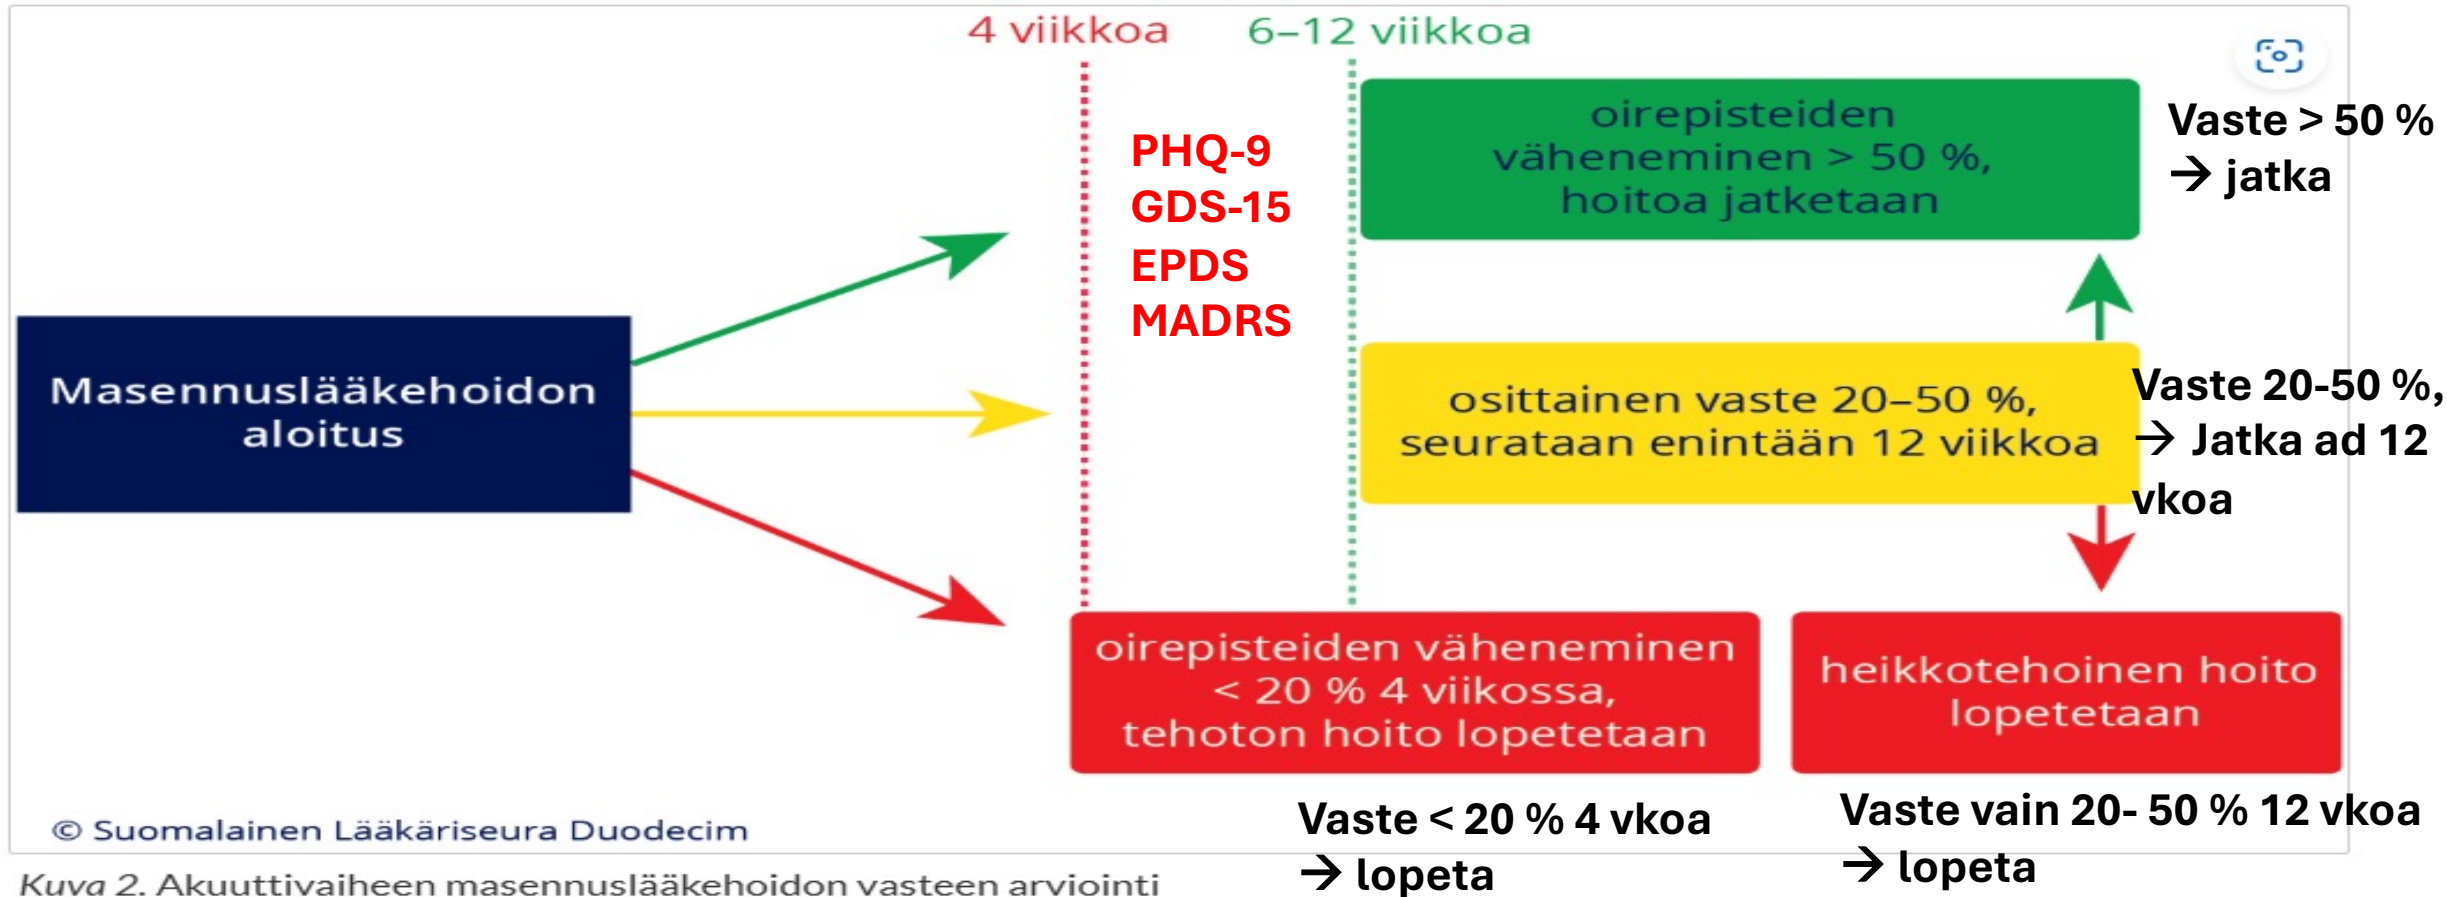 4 viikkoa
6–12 viikkoa
PHQ-9
GDS-15
EPDS
MADRS
oirepisteiden
väheneminen > 50 %,
hoitoa jatketaan
Vaste > 50 %
→ jatka
Masennuslääkehoidon
aloitus
osittainen vaste 20–50 %,
seurataan enintään 12 viikkoa
Vaste 20-50 %,
→ Jatka ad 12
vkoa
oirepisteiden väheneminen
< 20 % 4 viikossa,
tehoton hoito lopetetaan
heikkotehoinen hoito
lopetetaan
Vaste < 20 % 4 vkoa
→ lopeta
Vaste vain 20- 50 % 12 vkoa
→ lopeta
© Suomalainen Lääkäriseura Duodecim
Kuva 2. Akuuttivaiheen masennuslääkehoidon vasteen arviointi